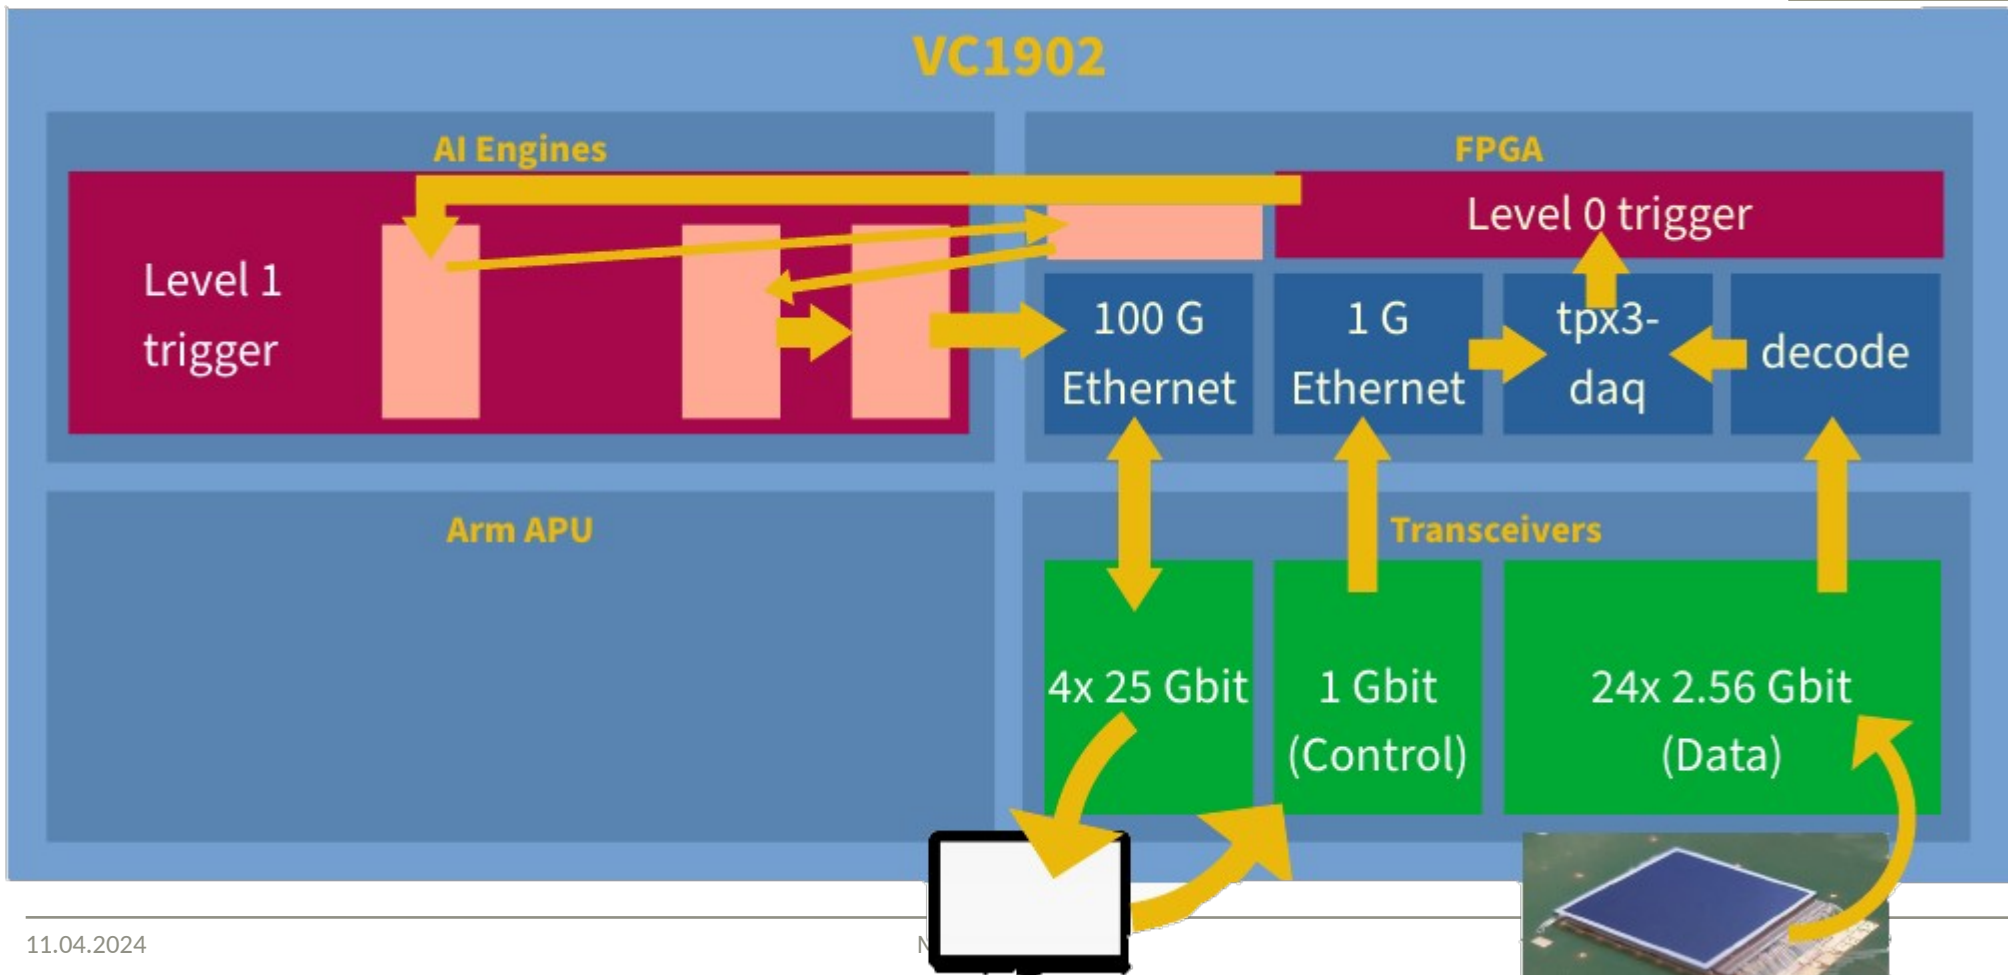 VC1902
AI Engines
FPGA
Level 0 trigger
Level 1
trigger
100 G
Ethernet
1 G
Ethernet
tpx3-
daq
decode
Arm APU
Transceivers
4x 25 Gbit
1 Gbit
(Control)
24x 2.56 Gbit
(Data)
11.04.2024